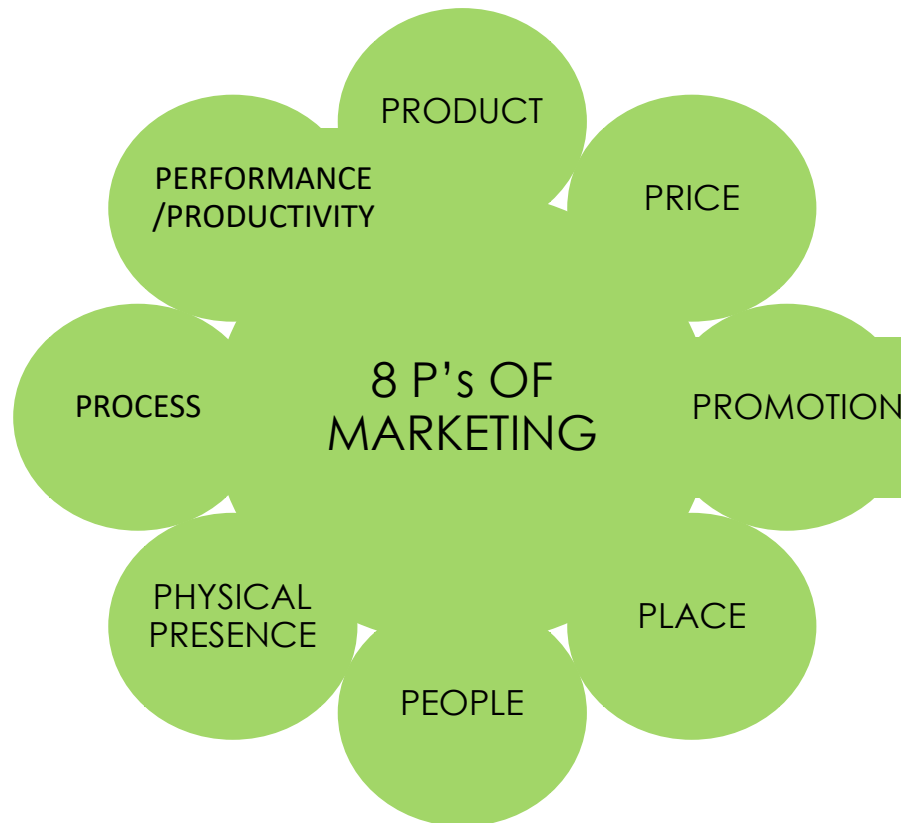 PRODUCT
PRICE
PROMOTION
PLACE
PEOPLE
PHYSICAL
PRESENCE
PROCESS
PERFORMANCE
/PRODUCTIVITY
8 P’s OF
MARKETING